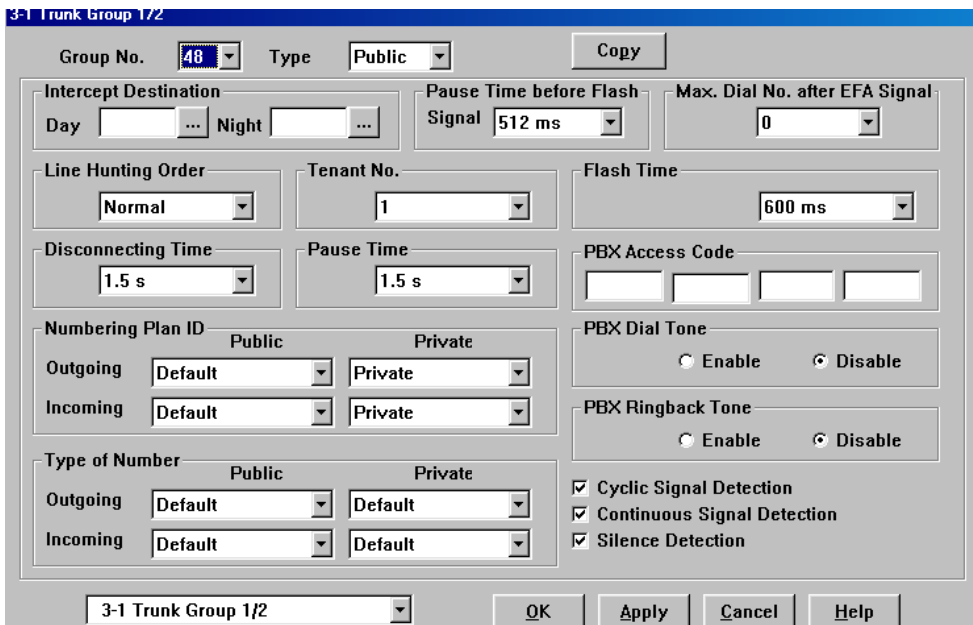 3-1 Trunk Group 1/2
Group No. 48 Type Public Copy
Intercept Destination
Day ... Night ...
Pause Time before Flash
Signal 512 ms
Max. Dial No. after EFA Signal
0
Line Hunting Order
Normal
Tenant No.
1
Flash Time
600 ms
Disconnecting Time
1.5 s
Pause Time
1.5 s
PBX Access Code
Numbering Plan ID
Public Private
Outgoing Default Private
Incoming Default Private
PBX Dial Tone
Enable Disable
PBX Ringback Tone
Enable Disable
Type of Number
Public Private
Outgoing Default Default
Incoming Default Default
Cyclic Signal Detection
Continuous Signal Detection
Silence Detection
3-1 Trunk Group 1/2 OK Apply Cancel Help